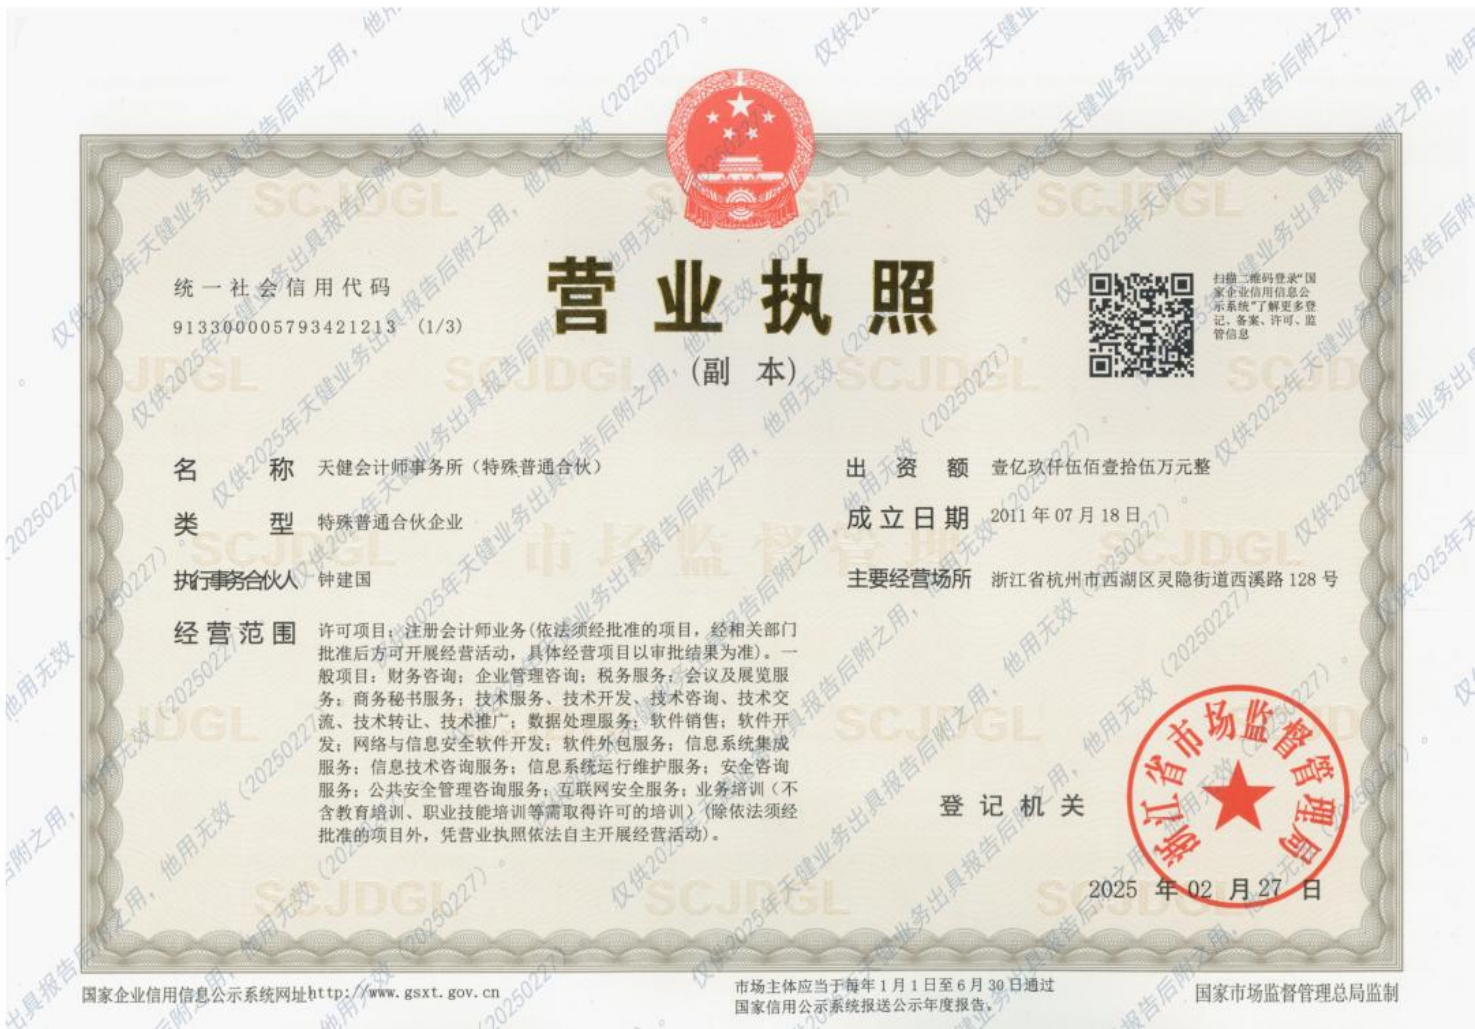 统一社会信用代码
913300005793421213 (1/3)
营业执照
(副 本)
扫描二维码登录“国
家企业信用信息公
示系统”了解更多登
记、备案、许可、监
管信息
名 称 天健会计师事务所（特殊普通合伙）
类 型 特殊普通合伙企业
执行事务合伙人 钟建国
经营范围 许可项目：注册会计师业务(依法须经批准的项目，经相关部门
批准后方可开展经营活动，具体经营项目以审批结果为准)。一
般项目：财务咨询；企业管理咨询；税务服务；会议及展览服
务；商务秘书服务；技术服务、技术开发、技术咨询、技术交
流、技术转让、技术推广；数据处理服务；软件销售；软件开
发；网络与信息安全软件开发；软件外包服务；信息系统集成
服务；信息技术咨询服务；信息系统运行维护服务；安全咨询
服务；公共安全管理咨询服务；互联网安全服务；业务培训（不
含教育培训、职业技能培训等需取得许可的培训）(除依法须经
批准的项目外，凭营业执照依法自主开展经营活动)。
出 资 额 壹亿玖仟伍佰壹拾伍万元整
成立日期 2011 年 07 月 18 日
主要经营场所 浙江省杭州市西湖区灵隐街道西溪路 128 号
登记机关
浙江省市场监督管理局
2025 年 02 月 27 日
国家企业信用信息公示系统网址http://www.gsxt.gov.cn
市场主体应当于每年 1 月 1 日至 6 月 30 日通过
国家信用公示系统报送公示年度报告。
国家市场监督管理总局监制
SCJDGL
市场监督管理
仅供2025年天健业务出具报告后附之用，他用无效（20250227）。